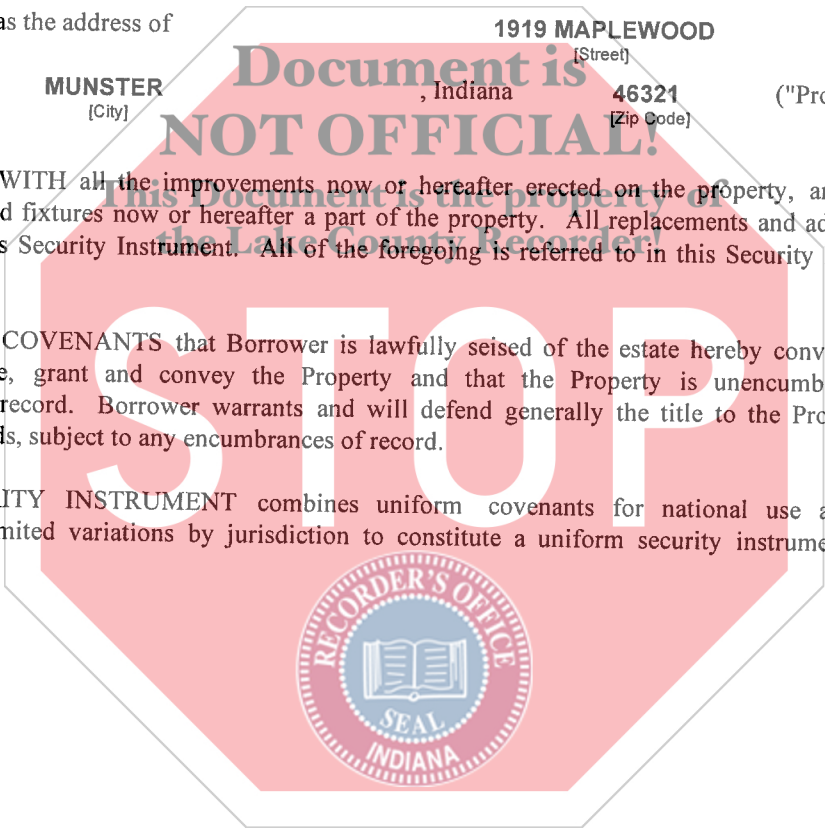 as the address of 1919 MAPLEWOOD
[Street]
Document is
MUNSTER , Indiana 46321 ("Pro
[City] [Zip Code]
NOT OFFICIAL!
WITH all the improvements now or hereafter erected on the property, an
This Document is the property of
d fixtures now or hereafter a part of the property. All replacements and ad
the Lake County Recorder!
s Security Instrument. All of the foregoing is referred to in this Security
STOP
COVENANTS that Borrower is lawfully seised of the estate hereby conv
e, grant and convey the Property and that the Property is unencumb
record. Borrower warrants and will defend generally the title to the Pro
ds, subject to any encumbrances of record.
ITY INSTRUMENT combines uniform covenants for national use a
mited variations by jurisdiction to constitute a uniform security instrume
RECORDER'S OFFICE
SEAL
INDIANA